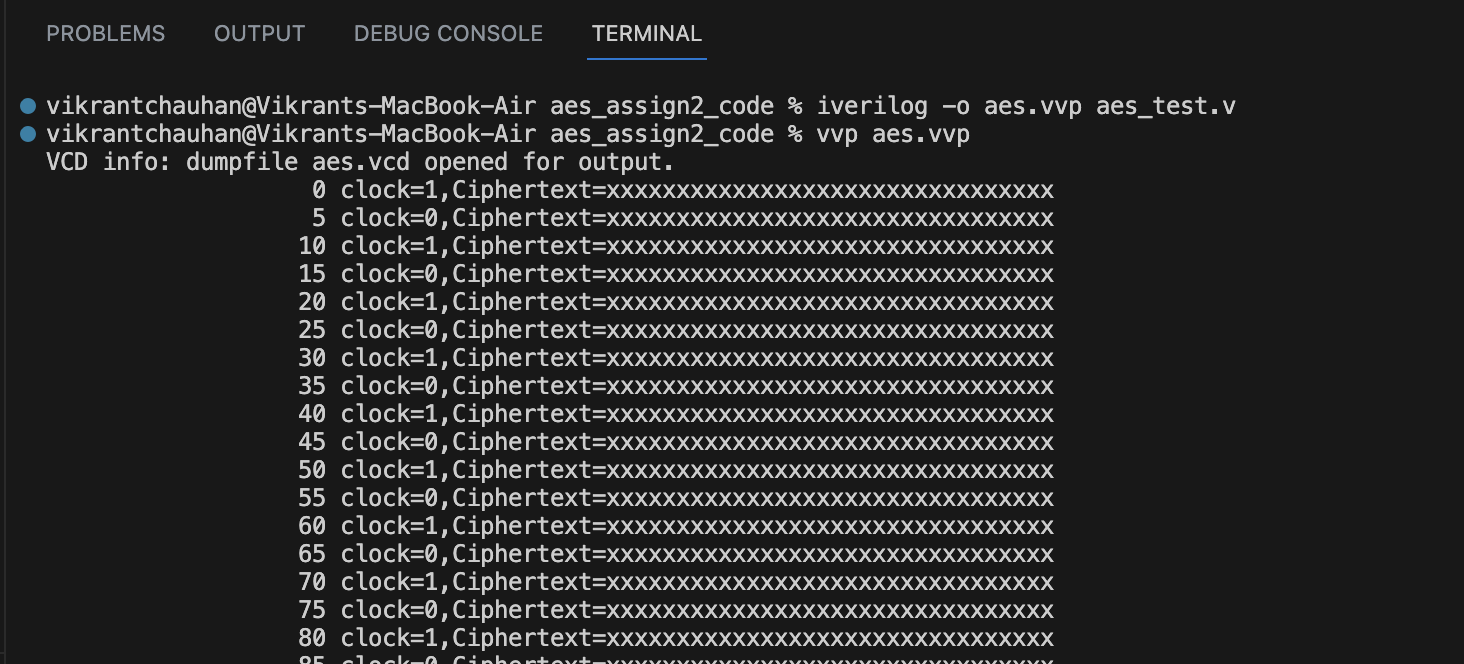 PROBLEMS OUTPUT DEBUG CONSOLE TERMINAL
vikrantchauhan@Vikrants-MacBook-Air aes_assign2_code % iverilog -o aes.vvp aes_test.v
vikrantchauhan@Vikrants-MacBook-Air aes_assign2_code % vvp aes.vvp
VCD info: dumpfile aes.vcd opened for output.
0 clock=1,Ciphertext=xxxxxxxxxxxxxxxxxxxxxxxxxxxxxxxx
5 clock=0,Ciphertext=xxxxxxxxxxxxxxxxxxxxxxxxxxxxxxxx
10 clock=1,Ciphertext=xxxxxxxxxxxxxxxxxxxxxxxxxxxxxxxx
15 clock=0,Ciphertext=xxxxxxxxxxxxxxxxxxxxxxxxxxxxxxxx
20 clock=1,Ciphertext=xxxxxxxxxxxxxxxxxxxxxxxxxxxxxxxx
25 clock=0,Ciphertext=xxxxxxxxxxxxxxxxxxxxxxxxxxxxxxxx
30 clock=1,Ciphertext=xxxxxxxxxxxxxxxxxxxxxxxxxxxxxxxx
35 clock=0,Ciphertext=xxxxxxxxxxxxxxxxxxxxxxxxxxxxxxxx
40 clock=1,Ciphertext=xxxxxxxxxxxxxxxxxxxxxxxxxxxxxxxx
45 clock=0,Ciphertext=xxxxxxxxxxxxxxxxxxxxxxxxxxxxxxxx
50 clock=1,Ciphertext=xxxxxxxxxxxxxxxxxxxxxxxxxxxxxxxx
55 clock=0,Ciphertext=xxxxxxxxxxxxxxxxxxxxxxxxxxxxxxxx
60 clock=1,Ciphertext=xxxxxxxxxxxxxxxxxxxxxxxxxxxxxxxx
65 clock=0,Ciphertext=xxxxxxxxxxxxxxxxxxxxxxxxxxxxxxxx
70 clock=1,Ciphertext=xxxxxxxxxxxxxxxxxxxxxxxxxxxxxxxx
75 clock=0,Ciphertext=xxxxxxxxxxxxxxxxxxxxxxxxxxxxxxxx
80 clock=1,Ciphertext=xxxxxxxxxxxxxxxxxxxxxxxxxxxxxxxx